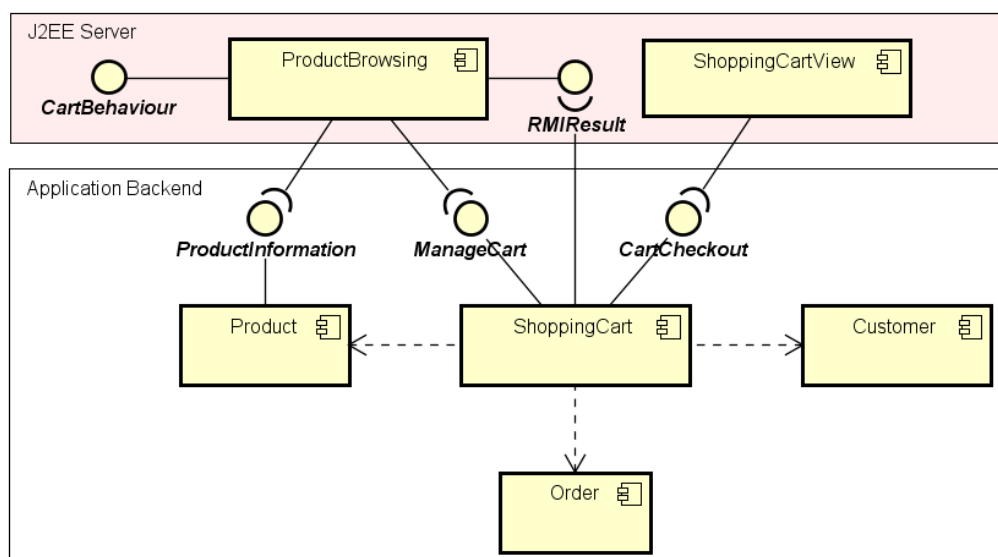 J2EE Server
ProductBrowsing
ShoppingCartView
CartBehaviour
RMIResult
Application Backend
ProductInformation
ManageCart
CartCheckout
Product
ShoppingCart
Customer
Order